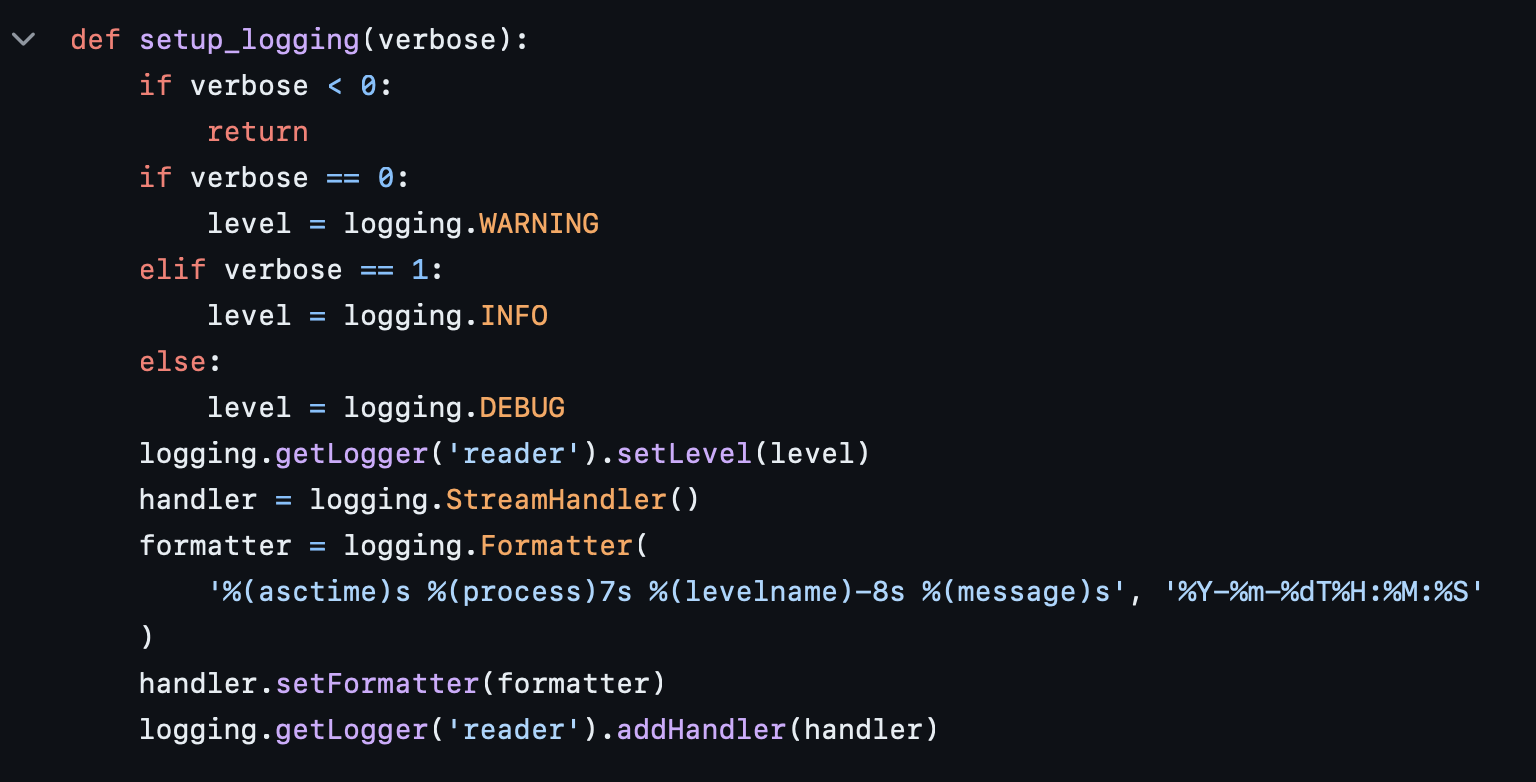 def setup_logging(verbose):
    if verbose < 0:
        return
    if verbose == 0:
        level = logging.WARNING
    elif verbose == 1:
        level = logging.INFO
    else:
        level = logging.DEBUG
    logging.getLogger('reader').setLevel(level)
    handler = logging.StreamHandler()
    formatter = logging.Formatter(
        '%(asctime)s %(process)7s %(levelname)-8s %(message)s', '%Y-%m-%dT%H:%M:%S'
    )
    handler.setFormatter(formatter)
    logging.getLogger('reader').addHandler(handler)